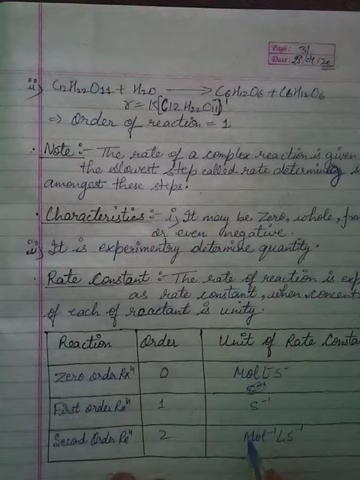 Page: 31
Date: 23/04/20
ii) C12H22O11 + H2O → C6H12O6 + C6H12O6
r = K[C12H22O11]¹
⇒ Order of reaction = 1
• Note:- The rate of a complex reaction is given
the slowest step called rate determining
amongest these steps.
• Characteristics:- i) It may be zero, whole, fra
or even negative.
ii) It is experimentry determine quantity.
• Rate Constant:- The rate of reaction is exp
as rate constant, when concent
of each of reactant is unity.
Reaction Order Unit of Rate Consta
Zero order Rxⁿ 0 Mol L⁻¹ S⁻¹
First order Rxⁿ 1 S⁻¹
Second Order Rxⁿ 2 Mol⁻¹ L S⁻¹